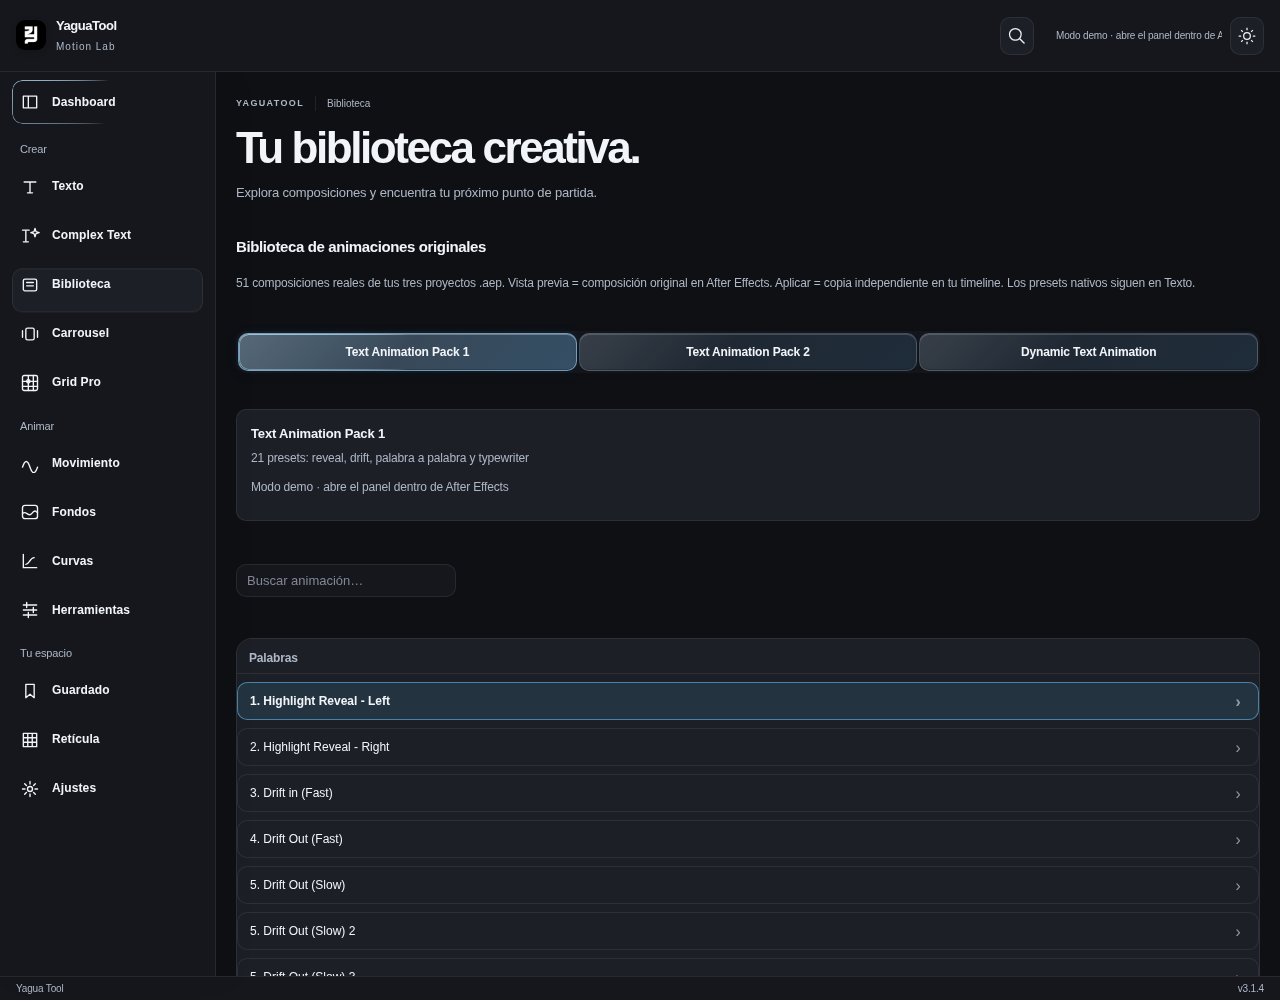 YaguaTool
Motion Lab
Modo demo · abre el panel dentro de
Dashboard
Crear
Texto
Complex Text
Biblioteca
Carrousel
Grid Pro
Animar
Movimiento
Fondos
Curvas
Herramientas
Tu espacio
Guardado
Retícula
Ajustes
YAGUATOOL
Biblioteca
Tu biblioteca creativa.
Explora composiciones y encuentra tu próximo punto de partida.
Biblioteca de animaciones originales
51 composiciones reales de tus tres proyectos .aep. Vista previa = composición original en After Effects. Aplicar = copia independiente en tu timeline. Los presets nativos siguen en Texto.
Text Animation Pack 1
Text Animation Pack 2
Dynamic Text Animation
Text Animation Pack 1
21 presets: reveal, drift, palabra a palabra y typewriter
Modo demo · abre el panel dentro de After Effects
Buscar animación…
Palabras
1. Highlight Reveal - Left ›
2. Highlight Reveal - Right ›
3. Drift in (Fast) ›
4. Drift Out (Fast) ›
5. Drift Out (Slow) ›
5. Drift Out (Slow) 2 ›
5. Drift Out (Slow) 3
Yagua Tool
v3.1.4